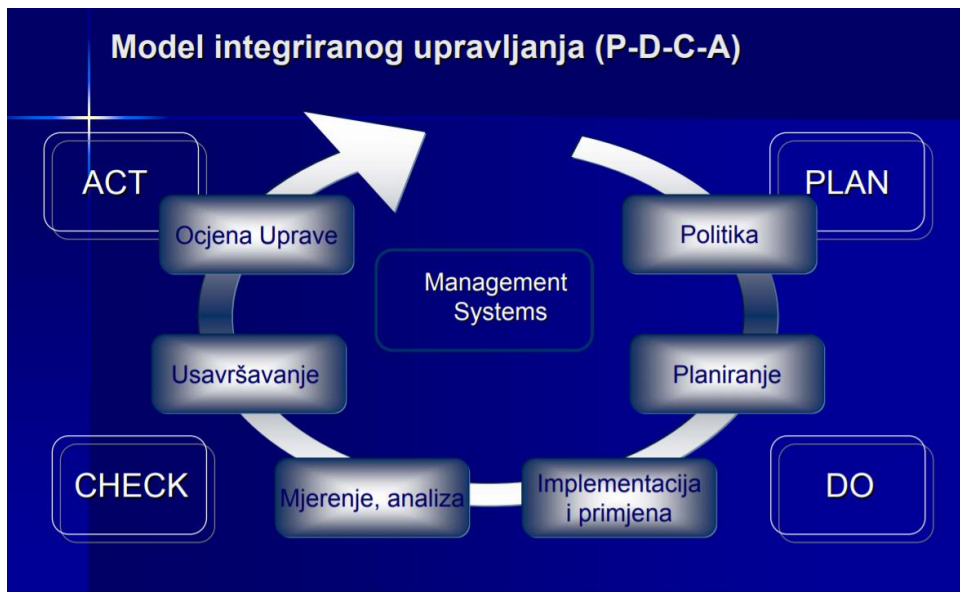 Model integriranog upravljanja (P-D-C-A)
ACT
PLAN
Ocjena Uprave
Politika
Management
Systems
Usavršavanje
Planiranje
CHECK
Mjerenje, analiza
Implementacija
i primjena
DO